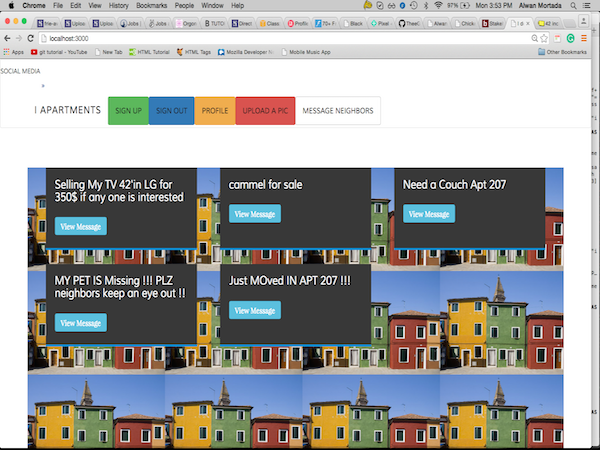 Chrome File Edit View History Bookmarks People Window Help 97% Mon 3:53 PM Alwan Mortada
localhost:3000
Apps git tutorial - YouTube New Tab HTML Tutorial HTML Tags Mozilla Developer N Mobile Music App Other Bookmarks
SOCIAL MEDIA
I APARTMENTS SIGN UP SIGN OUT PROFILE UPLOAD A PIC MESSAGE NEIGHBORS
Selling My TV 42'in LG for
350$ if any one is interested
View Message
cammel for sale
View Message
Need a Couch Apt 207
View Message
MY PET IS Missing !!! PLZ
neighbors keep an eye out !!
View Message
Just MOved IN APT 207 !!!
View Message